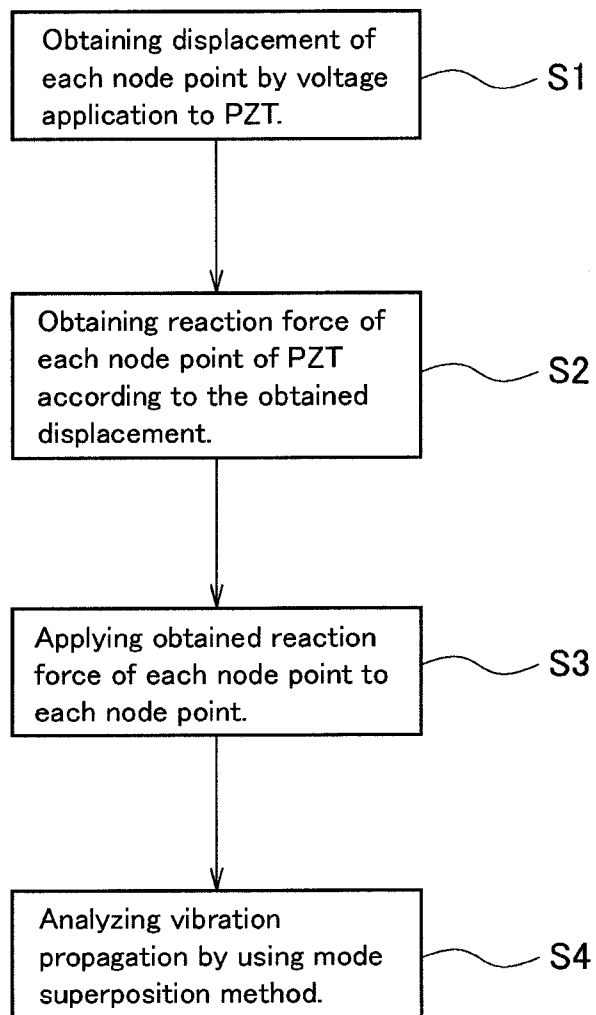 Obtaining displacement of
each node point by voltage
application to PZT.
S1
Obtaining reaction force of
each node point of PZT
according to the obtained
displacement.
S2
Applying obtained reaction
force of each node point to
each node point.
S3
Analyzing vibration
propagation by using mode
superposition method.
S4